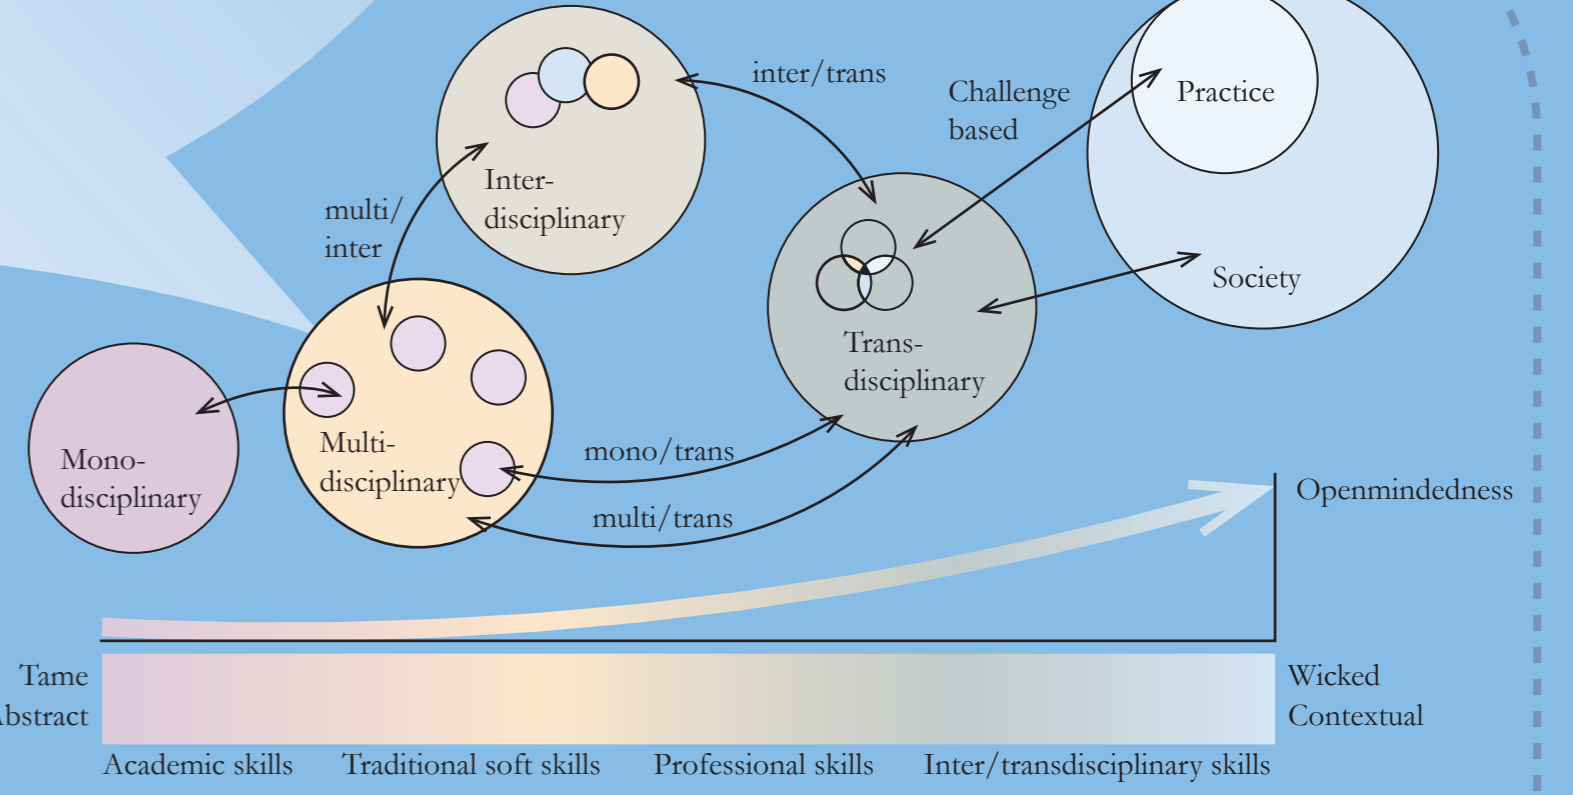 inter/trans
Challenge
based
Practice
Inter-
disciplinary
multi/
inter
Society
Trans-
disciplinary
Mono-
disciplinary
Multi-
disciplinary
mono/trans
multi/trans
Openmindedness
Tame
Abstract
Wicked
Contextual
Academic skills
Traditional soft skills
Professional skills
Inter/transdisciplinary skills